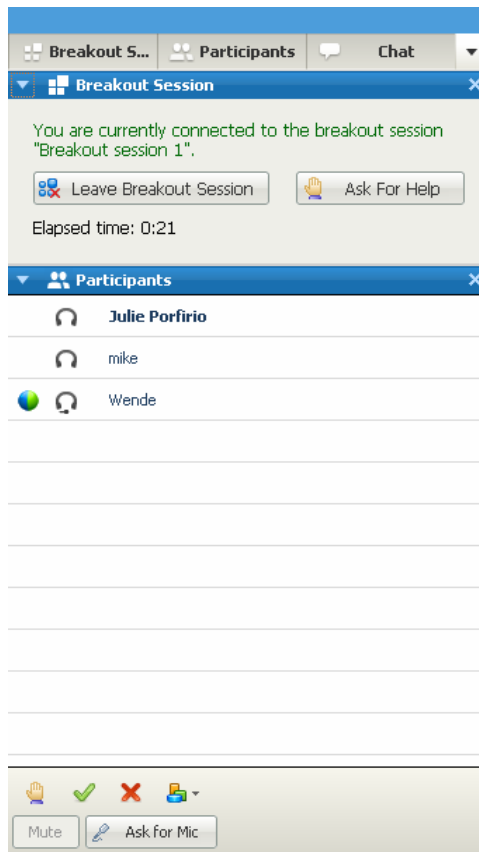 Breakout S... Participants Chat
Breakout Session
You are currently connected to the breakout session
"Breakout session 1".
Leave Breakout Session Ask For Help
Elapsed time: 0:21
Participants
Julie Porfirio
mike
Wende
Mute Ask for Mic